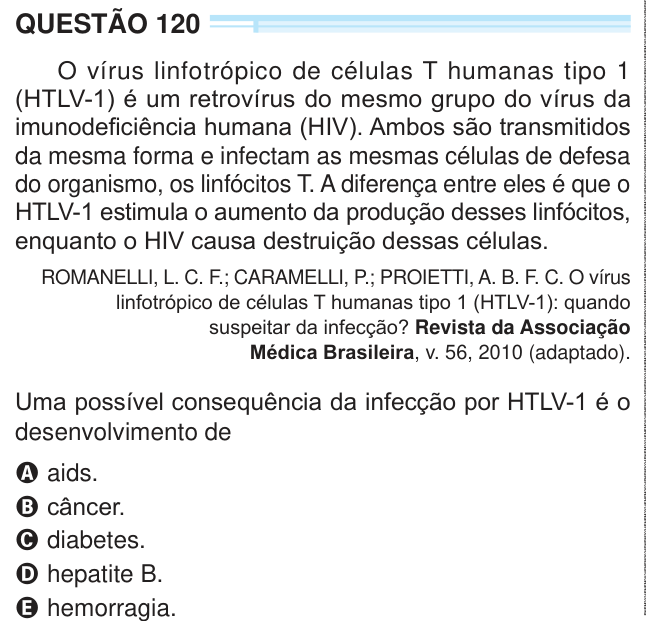 QUESTÃO 120
O vírus linfotrópico de células T humanas tipo 1
(HTLV-1) é um retrovírus do mesmo grupo do vírus da
imunodeficiência humana (HIV). Ambos são transmitidos
da mesma forma e infectam as mesmas células de defesa
do organismo, os linfócitos T. A diferença entre eles é que o
HTLV-1 estimula o aumento da produção desses linfócitos,
enquanto o HIV causa destruição dessas células.
ROMANELLI, L. C. F.; CARAMELLI, P.; PROIETTI, A. B. F. C. O vírus
linfotrópico de células T humanas tipo 1 (HTLV-1): quando
suspeitar da infecção? Revista da Associação
Médica Brasileira, v. 56, 2010 (adaptado).
Uma possível consequência da infecção por HTLV-1 é o
desenvolvimento de
A aids.
B câncer.
C diabetes.
D hepatite B.
E hemorragia.